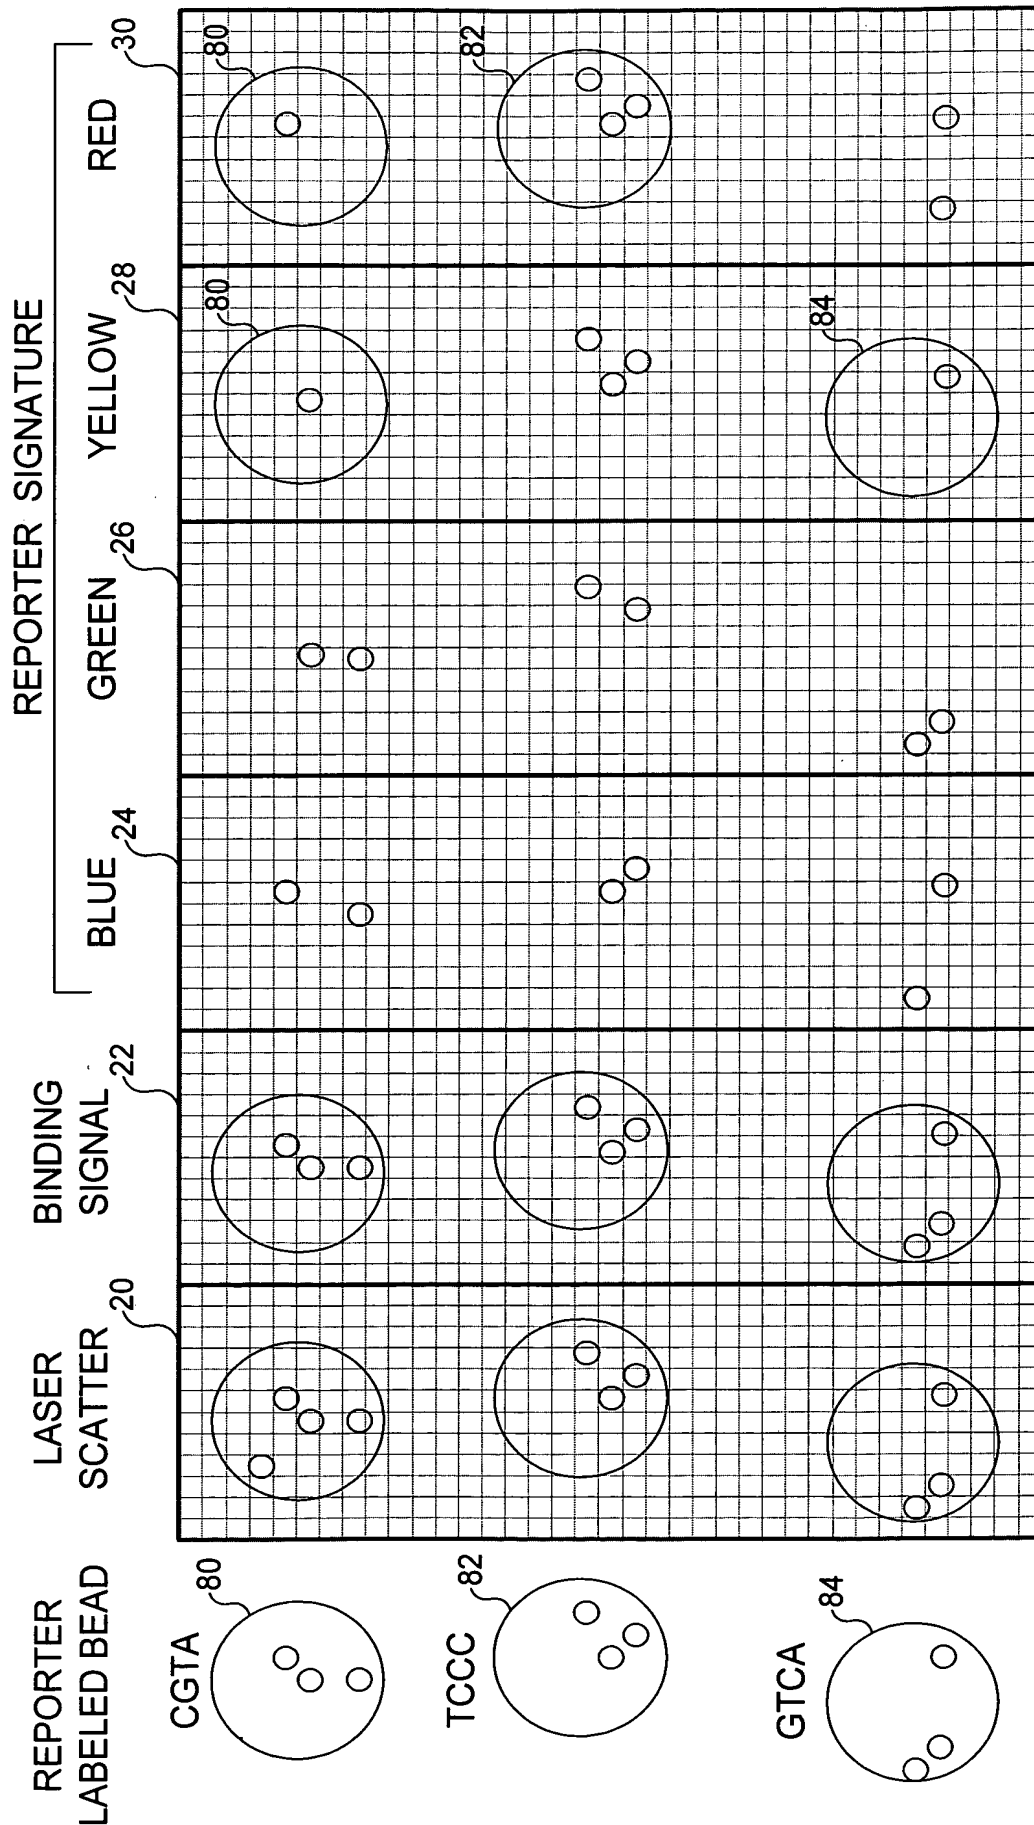 REPORTER SIGNATURE
REPORTER
LABELED BEAD
LASER
SCATTER
20
BINDING
SIGNAL
22
BLUE
24
GREEN
26
YELLOW
28
RED
30
CGTA
80
80
80
TCCC
82
82
GTCA
84
84